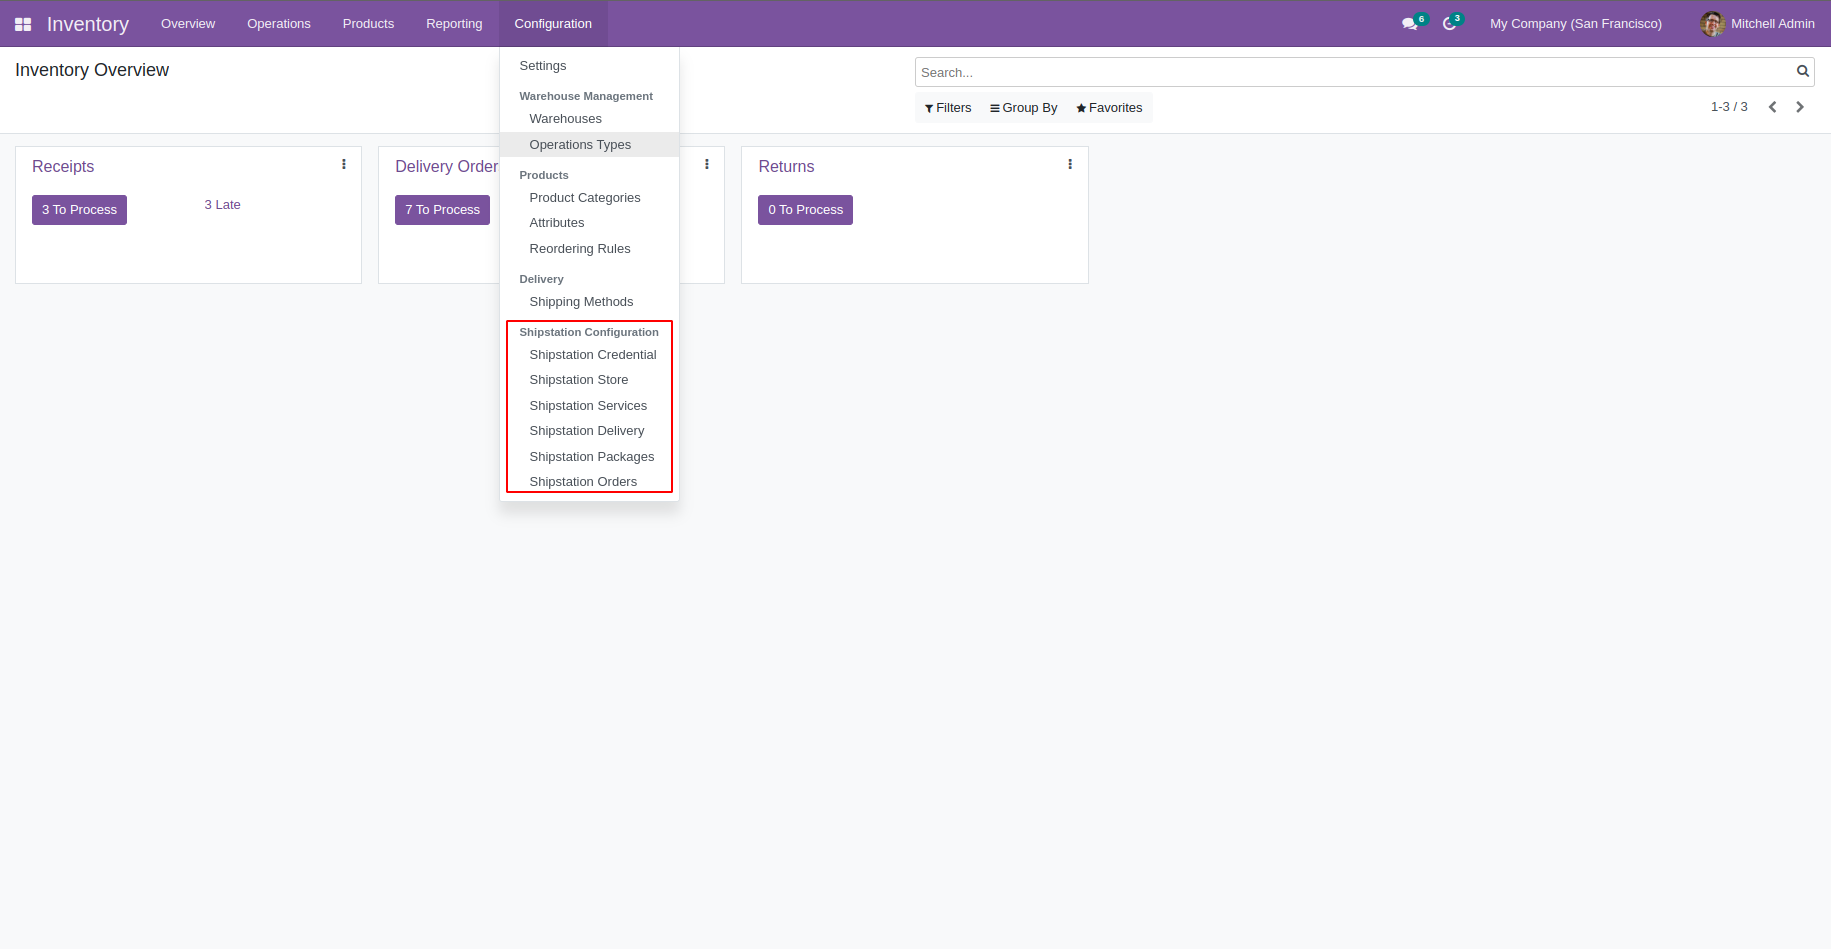 Inventory Overview Operations Products Reporting Configuration 6 3 My Company (San Francisco) Mitchell Admin
Inventory Overview
Search...
Filters Group By Favorites 1-3 / 3
Settings
Warehouse Management
Warehouses
Operations Types
Products
Product Categories
Attributes
Reordering Rules
Delivery
Shipping Methods
Shipstation Configuration
Shipstation Credential
Shipstation Store
Shipstation Services
Shipstation Delivery
Shipstation Packages
Shipstation Orders
Receipts
3 To Process 3 Late
Delivery Order
7 To Process
Returns
0 To Process